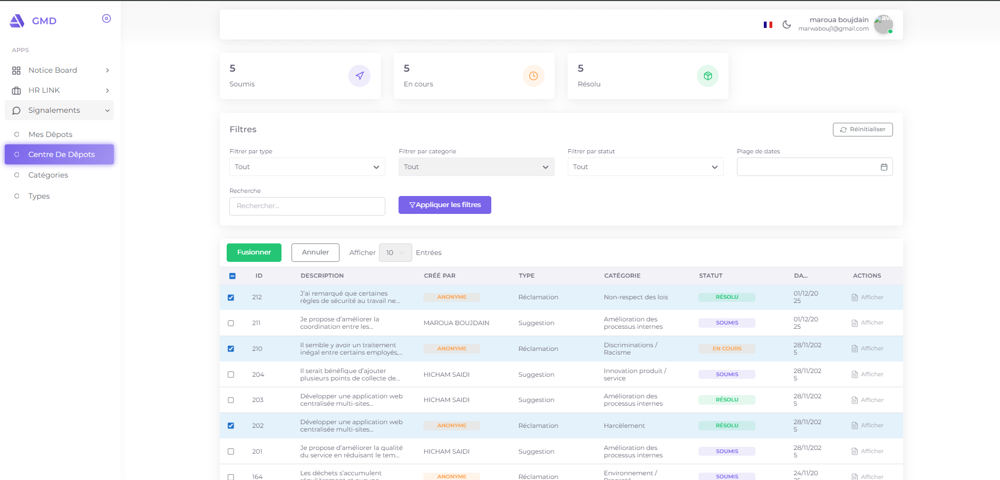 GMD
maroua boujdain
marwabouj1@gmail.com
APPS
Notice Board
HR LINK
Signalements
Mes Dêpots
Centre De Dêpots
Catégories
Types
5
Soumis
5
En cours
5
Résolu
Filtres
Réinitialiser
Filtrer par type
Filtrer par categorie
Filtrer par statut
Plage de dates
Tout
Tout
Tout
Recherche
Rechercher...
Appliquer les filtres
Fusionner
Annuler
Afficher 10 Entrées
ID DESCRIPTION CRÉÉ PAR TYPE CATÉGORIE STATUT DA... ACTIONS
212
J'ai remarqué que certaines
règles de sécurité au travail ne...
ANONYME
Réclamation
Non-respect des lois
RÉSOLU
01/12/20
25
Afficher
211
Je propose d'améliorer la
coordination entre les...
MAROUA BOUJDAIN
Suggestion
Amélioration des
processus internes
SOUMIS
01/12/20
25
Afficher
210
Il semble y avoir un traitement
inégal entre certains employés,...
ANONYME
Réclamation
Discriminations /
Racisme
EN COURS
28/11/202
5
Afficher
204
Il serait bénéfique d'ajouter
plusieurs points de collecte de...
HICHAM SAIDI
Suggestion
Innovation produit /
service
SOUMIS
28/11/202
5
Afficher
203
Développer une application web
centralisée multi-sites...
HICHAM SAIDI
Suggestion
Amélioration des
processus internes
RÉSOLU
28/11/202
5
Afficher
202
Développer une application web
centralisée multi-sites...
ANONYME
Réclamation
Harcèlement
RÉSOLU
28/11/202
5
Afficher
201
Je propose d'améliorer la qualité
du service en réduisant le tem...
HICHAM SAIDI
Suggestion
Amélioration des
processus internes
SOUMIS
28/11/202
5
Afficher
164
Les déchets s'accumulent
ANONYME
Réclamation
Environnement /
SOUMIS
24/11/20
Afficher